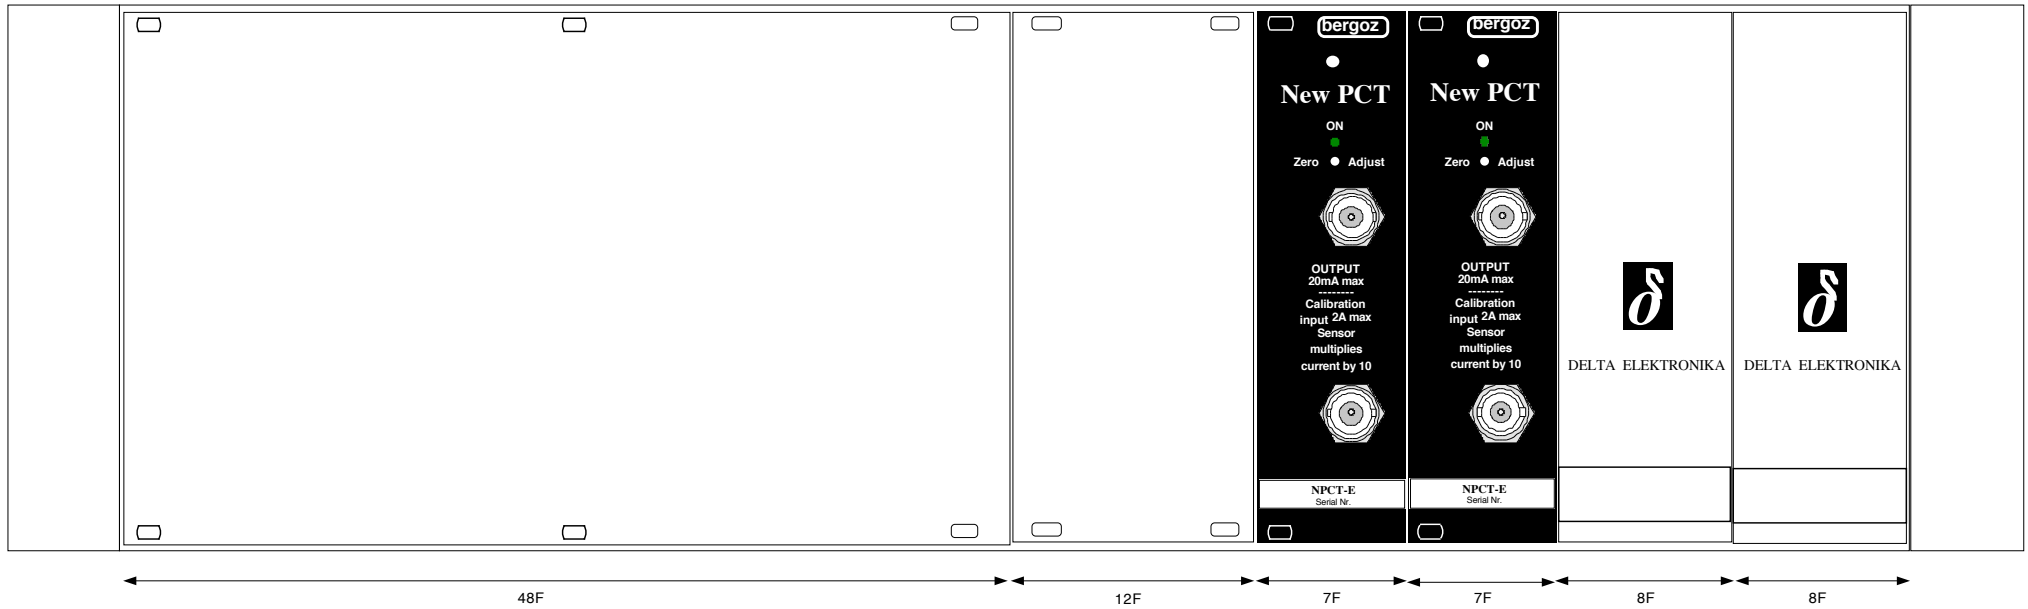 bergoz
New PCT
ON
Zero Adjust
OUTPUT
20mA max
--------
Calibration
input 2A max
Sensor
multiplies
current by 10
NPCT-E
Serial Nr.
bergoz
New PCT
ON
Zero Adjust
OUTPUT
20mA max
--------
Calibration
input 2A max
Sensor
multiplies
current by 10
NPCT-E
Serial Nr.
δ
DELTA ELEKTRONIKA
δ
DELTA ELEKTRONIKA
48F
12F
7F
7F
8F
8F